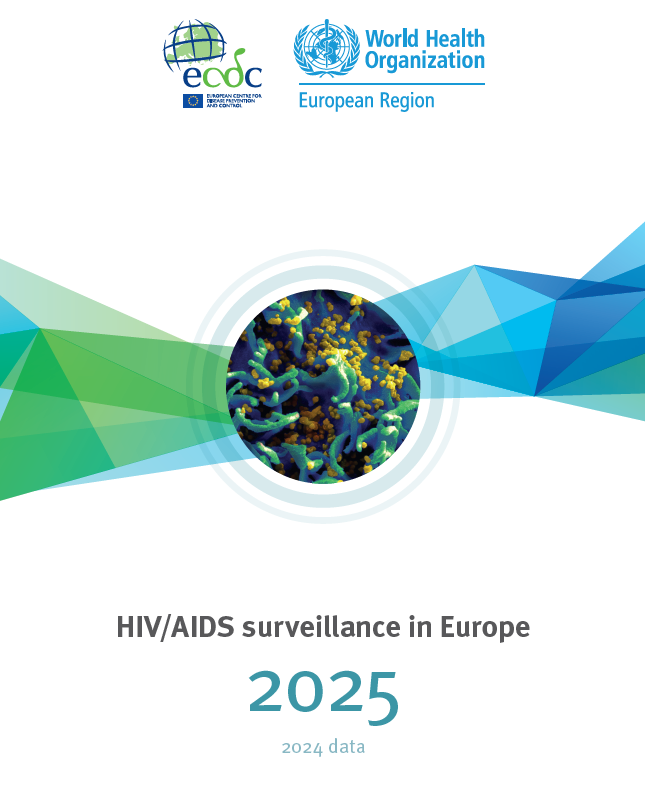 ecdc
EUROPEAN CENTRE FOR
DISEASE PREVENTION
AND CONTROL
World Health
Organization
European Region
HIV/AIDS surveillance in Europe
2025
2024 data